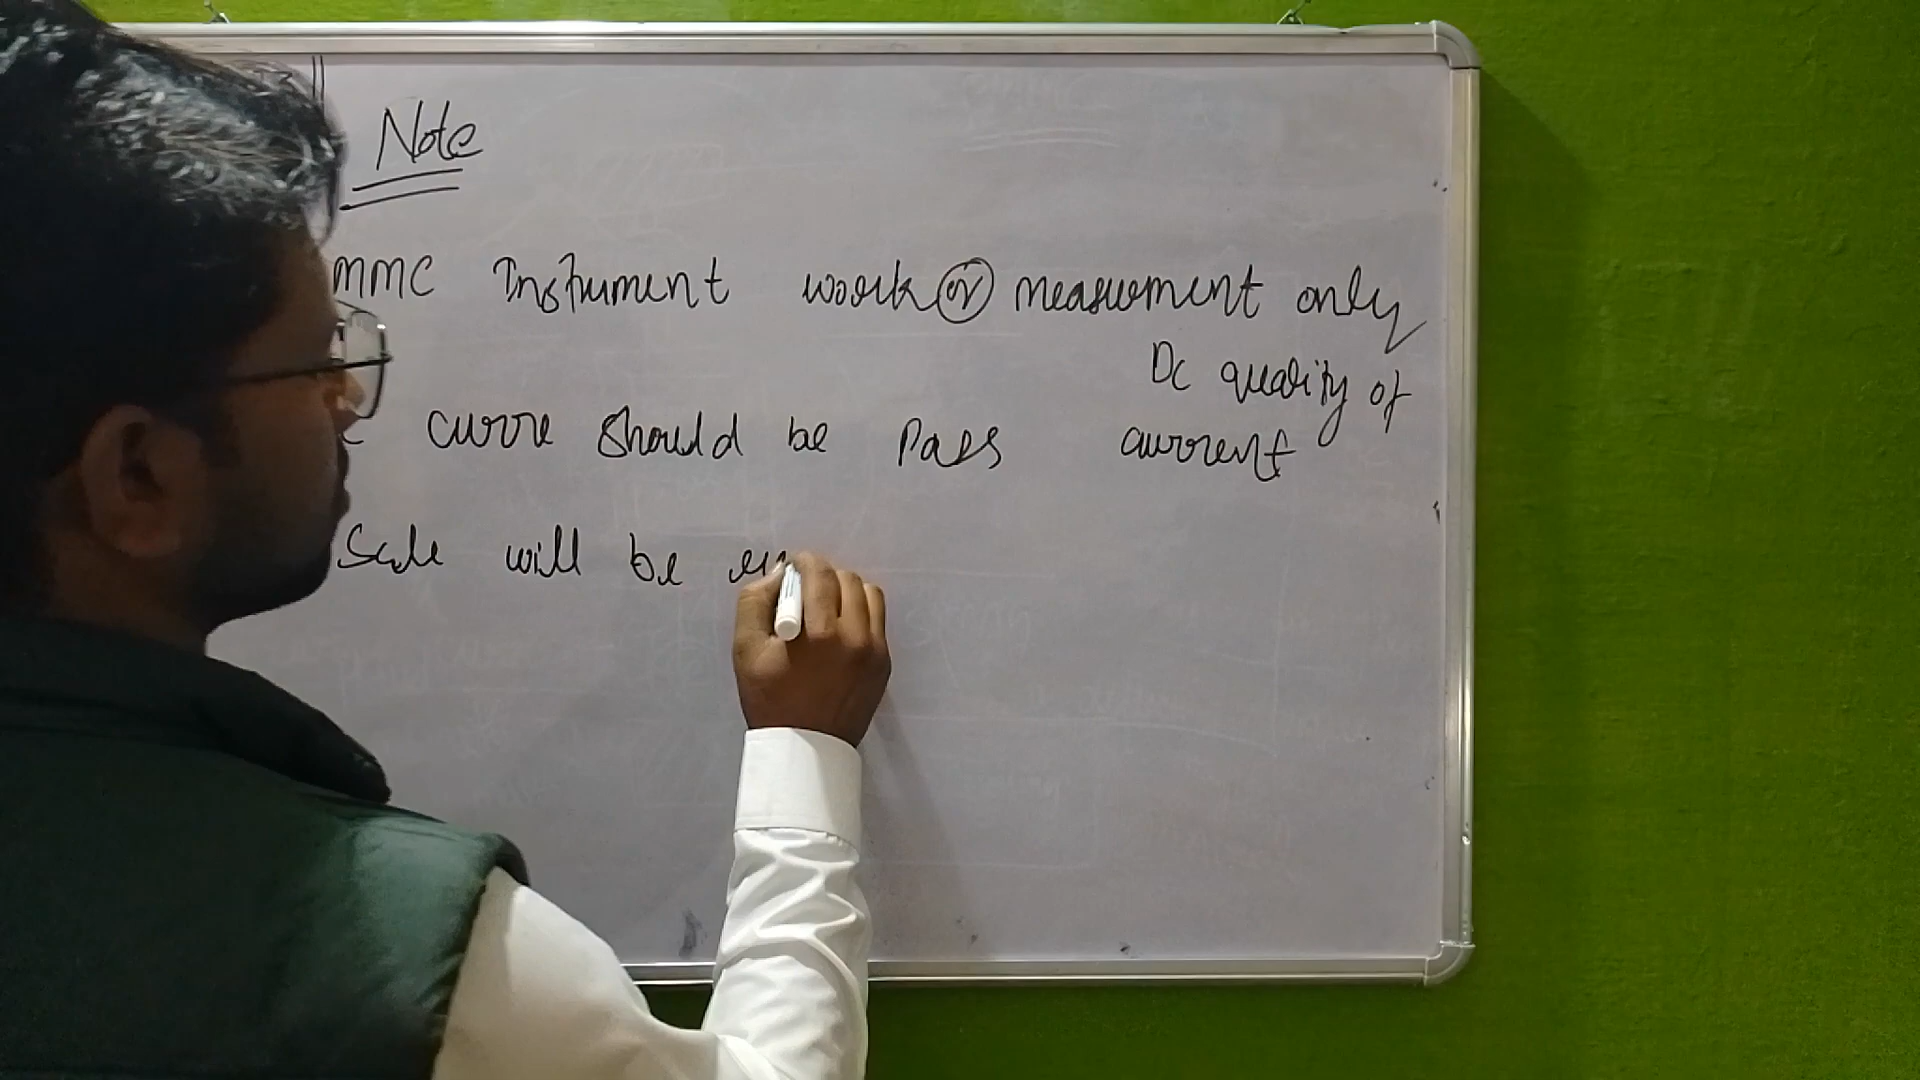 Note
MMC Instrument work or measurement only
DC quality of
curre should be pass current
Scale will be